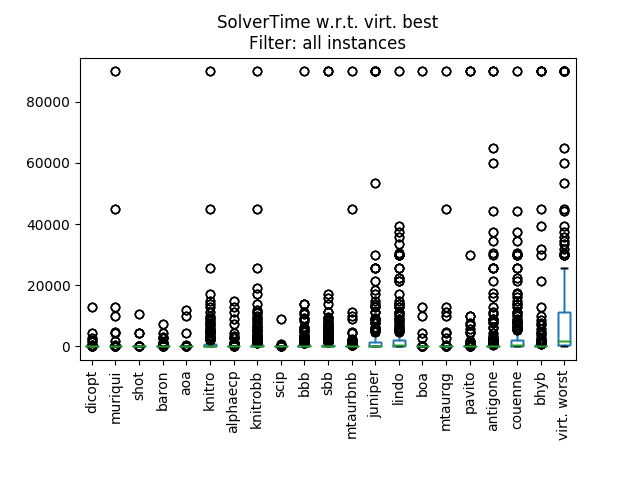 SolverTime w.r.t. virt. best
Filter: all instances
80000
60000
40000
20000
0
dicopt
muriqui
shot
baron
aoa
knitro
alphaecp
knitrobb
scip
bbb
sbb
mtaurbnb
juniper
lindo
boa
mtaurqg
pavito
antigone
couenne
bhyb
virt. worst